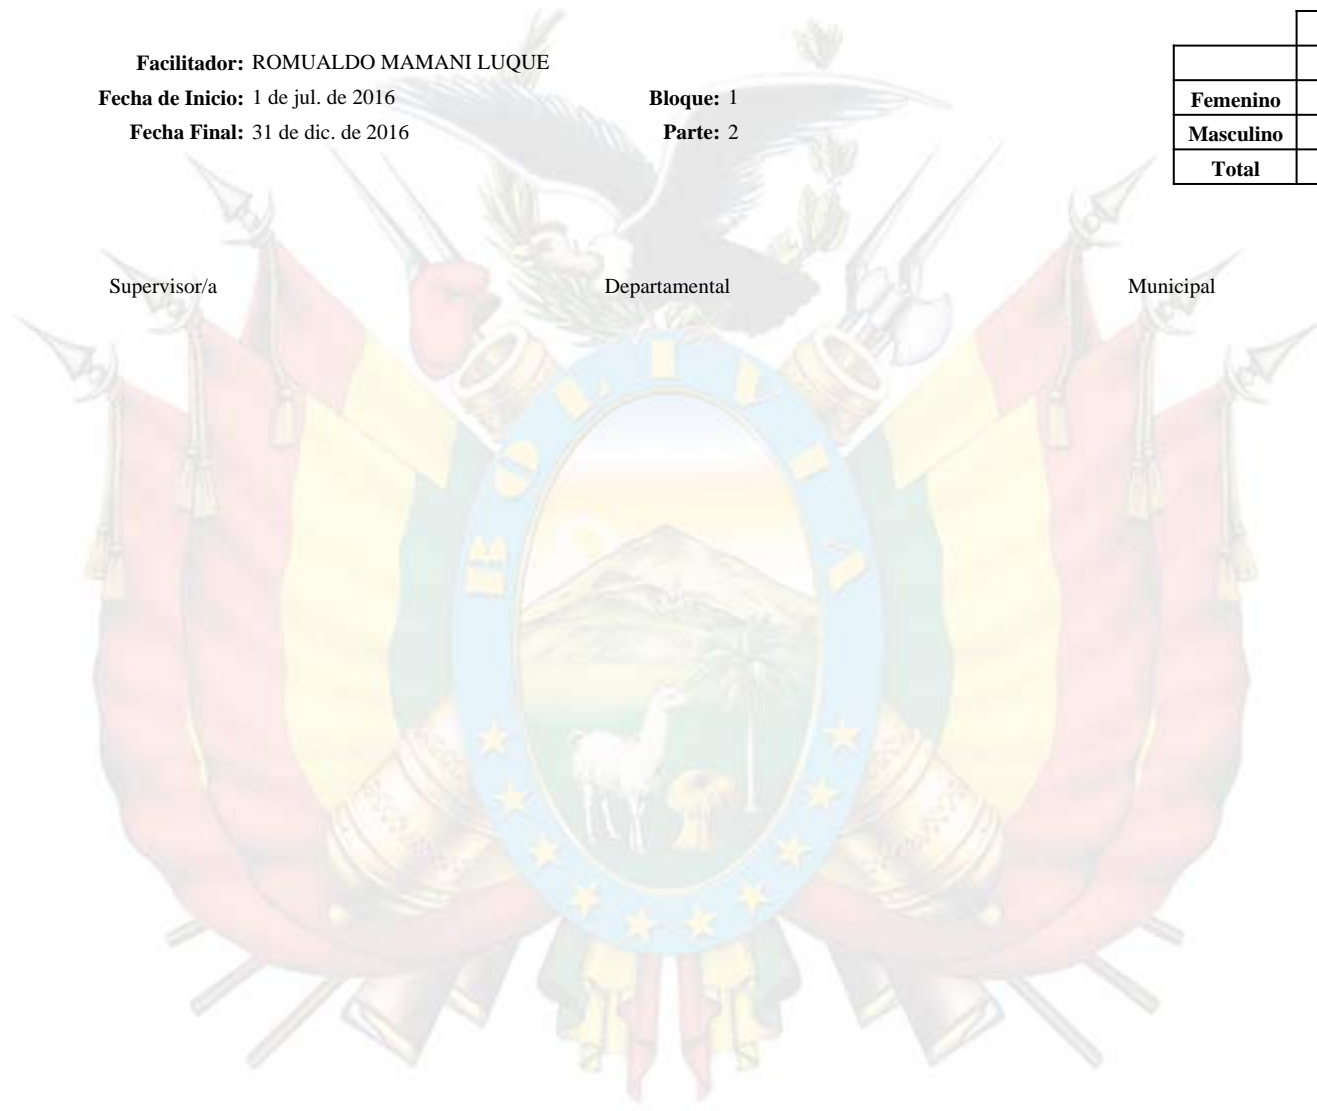 Facilitador: ROMUALDO MAMANI LUQUE
Fecha de Inicio: 1 de jul. de 2016 Bloque: 1
Fecha Final: 31 de dic. de 2016 Parte: 2
Femenino
Masculino
Total
Supervisor/a Departamental Municipal
BOLIVIA